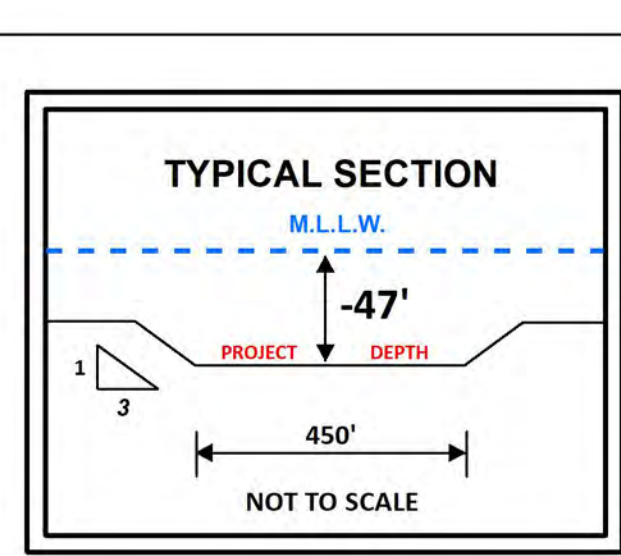 TYPICAL SECTION
M.L.L.W.
-47'
PROJECT DEPTH
1
3
450'
NOT TO SCALE